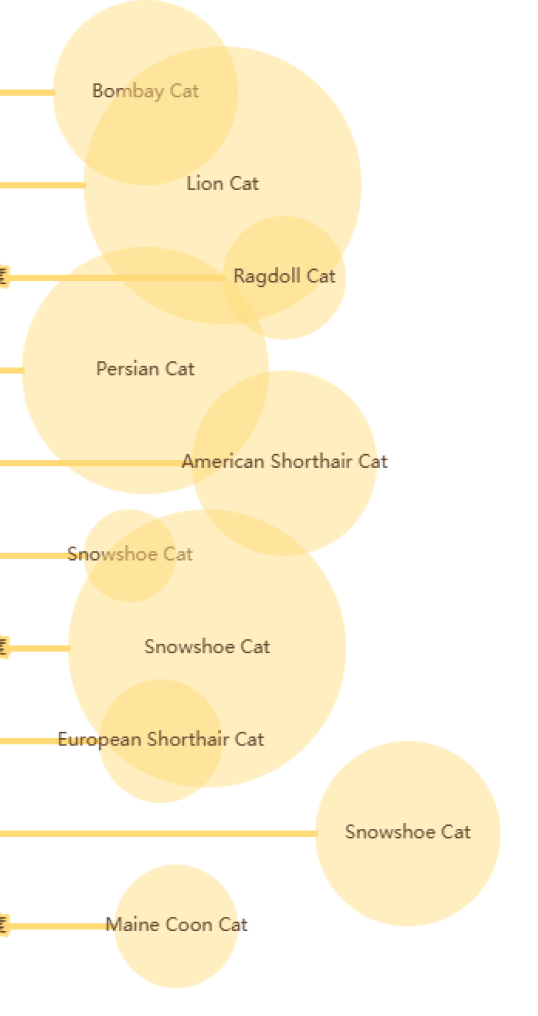 Bombay Cat
Lion Cat
Ragdoll Cat
Persian Cat
American Shorthair Cat
Snowshoe Cat
Snowshoe Cat
European Shorthair Cat
Snowshoe Cat
Maine Coon Cat